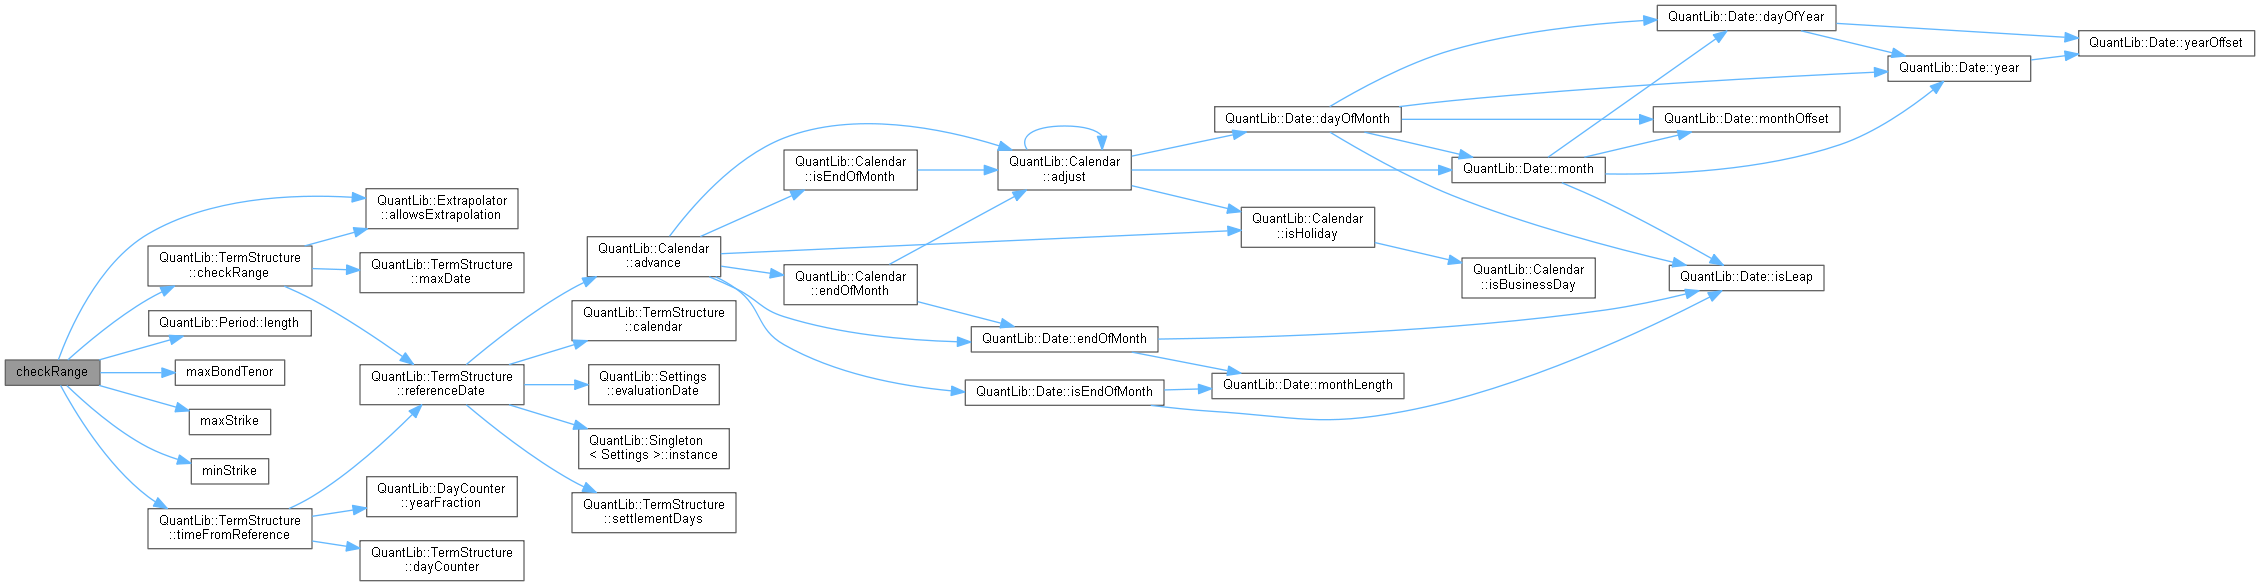 checkRange
QuantLib::Extrapolator
::allowsExtrapolation
QuantLib::TermStructure
::checkRange
QuantLib::TermStructure
::maxDate
QuantLib::Period::length
maxBondTenor
maxStrike
minStrike
QuantLib::TermStructure
::timeFromReference
QuantLib::TermStructure
::referenceDate
QuantLib::DayCounter
::yearFraction
QuantLib::TermStructure
::dayCounter
QuantLib::Calendar
::advance
QuantLib::TermStructure
::calendar
QuantLib::Settings
::evaluationDate
QuantLib::Singleton
< Settings >::instance
QuantLib::TermStructure
::settlementDays
QuantLib::Calendar
::isEndOfMonth
QuantLib::Calendar
::endOfMonth
QuantLib::Calendar
::adjust
QuantLib::Date::endOfMonth
QuantLib::Date::isEndOfMonth
QuantLib::Date::dayOfMonth
QuantLib::Calendar
::isHoliday
QuantLib::Date::monthLength
QuantLib::Date::month
QuantLib::Calendar
::isBusinessDay
QuantLib::Date::dayOfYear
QuantLib::Date::monthOffset
QuantLib::Date::isLeap
QuantLib::Date::year
QuantLib::Date::yearOffset